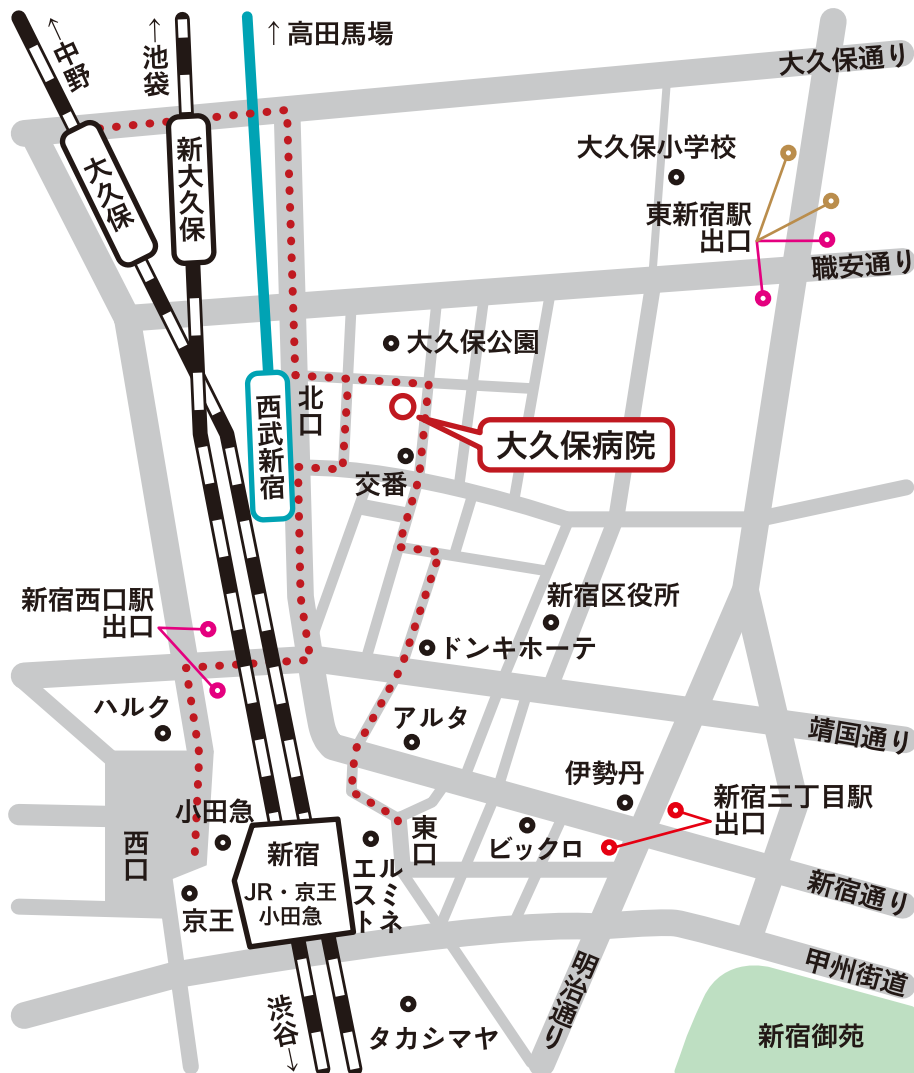 ↑中野
↑池袋
↑高田馬場
大久保通り
大久保
新大久保
大久保小学校
東新宿駅
出口
職安通り
大久保公園
西武新宿
北口
大久保病院
交番
新宿西口駅
出口
新宿区役所
ドンキホーテ
ハルク
アルタ
靖国通り
伊勢丹
新宿三丁目駅
出口
小田急
西口
新宿
JR・京王
小田急
東口
ビックロ
エル
スミ
トネ
京王
新宿通り
甲州街道
明治通り
渋谷↓
タカシマヤ
新宿御苑